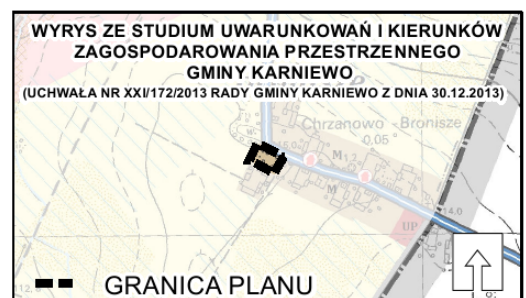 WYRYS ZE STUDIUM UWARUNKOWAŃ I KIERUNKÓW
ZAGOSPODAROWANIA PRZESTRZENNEGO
GMINY KARNIEWO
(UCHWAŁA NR XXI/172/2013 RADY GMINY KARNIEWO Z DNIA 30.12.2013)
Chrzanowo - Bronisze
0,05
M
M
UP
GRANICA PLANU